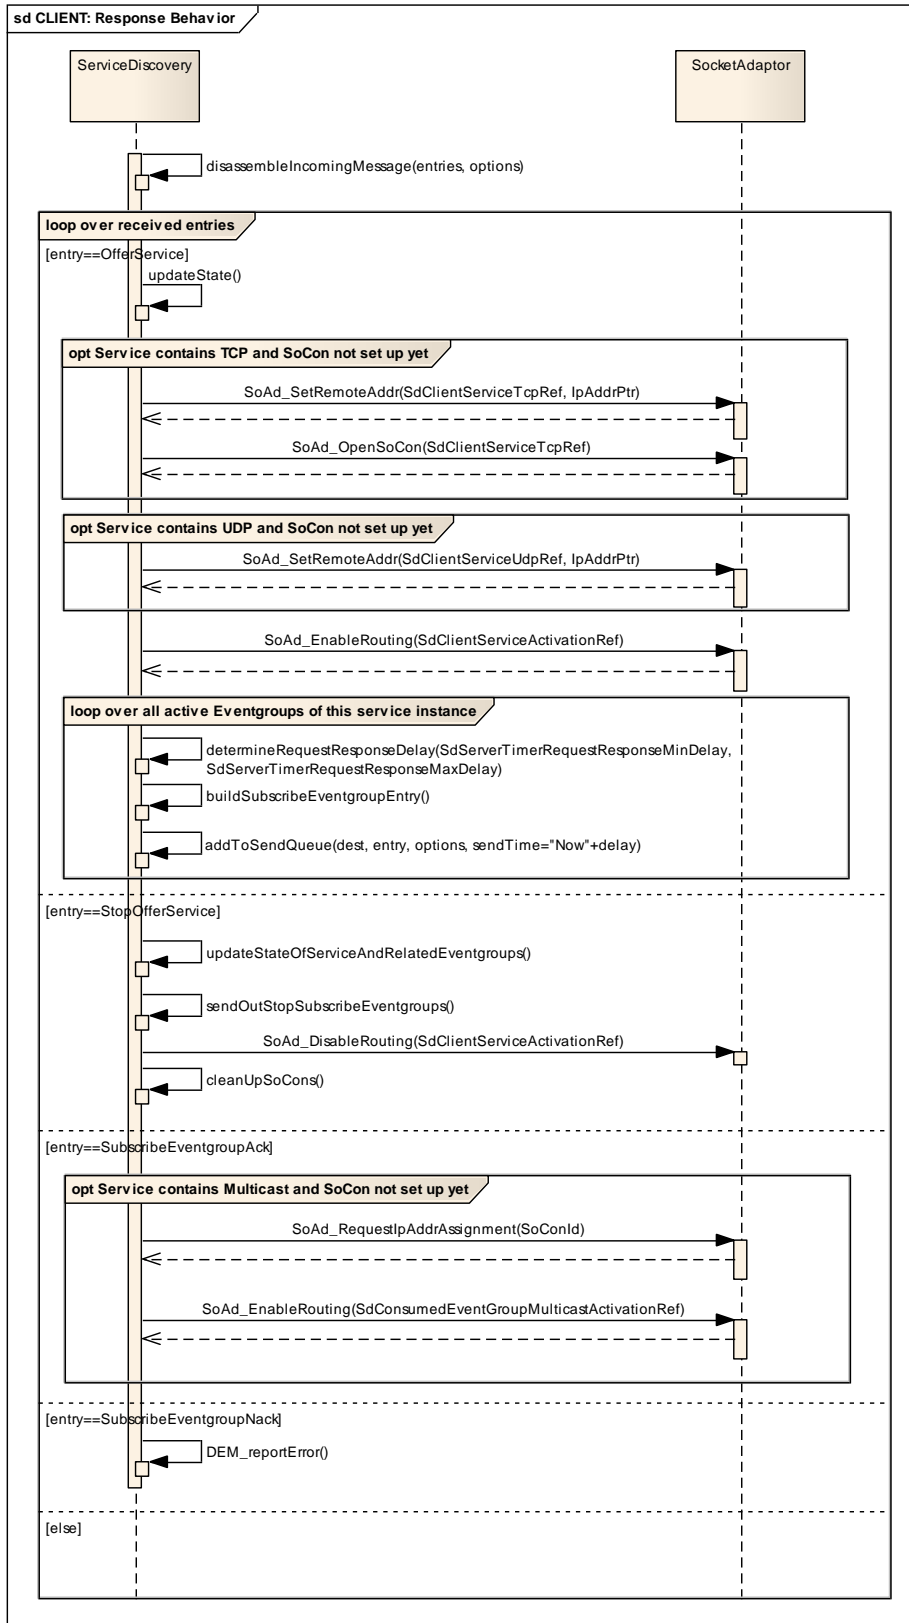 sd CLIENT: Response Behavior
ServiceDiscovery
SocketAdaptor
disassembleIncomingMessage(entries, options)
loop over received entries
[entry==OfferService]
updateState()
opt Service contains TCP and SoCon not set up yet
SoAd_SetRemoteAddr(SdClientServiceTcpRef, IpAddrPtr)
SoAd_OpenSoCon(SdClientServiceTcpRef)
opt Service contains UDP and SoCon not set up yet
SoAd_SetRemoteAddr(SdClientServiceUdpRef, IpAddrPtr)
SoAd_EnableRouting(SdClientServiceActivationRef)
loop over all active Eventgroups of this service instance
determineRequestResponseDelay(SdServerTimerRequestResponseMinDelay,
SdServerTimerRequestResponseMaxDelay)
buildSubscribeEventgroupEntry()
addToSendQueue(dest, entry, options, sendTime="Now"+delay)
[entry==StopOfferService]
updateStateOfServiceAndRelatedEventgroups()
sendOutStopSubscribeEventgroups()
SoAd_DisableRouting(SdClientServiceActivationRef)
cleanUpSoCons()
[entry==SubscribeEventgroupAck]
opt Service contains Multicast and SoCon not set up yet
SoAd_RequestIpAddrAssignment(SoConId)
SoAd_EnableRouting(SdConsumedEventGroupMulticastActivationRef)
[entry==SubscribeEventgroupNack]
DEM_reportError()
[else]